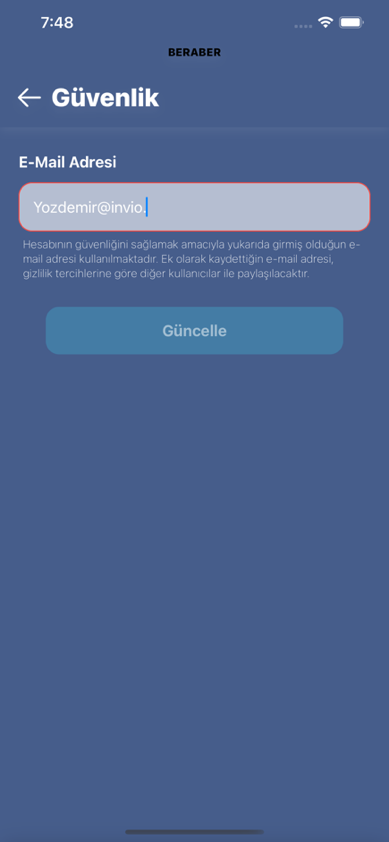 7:48
BERABER
Güvenlik
E-Mail Adresi
Yozdemir@invio.
Hesabının güvenliğini sağlamak amacıyla yukarıda girmiş olduğun e-
mail adresi kullanılmaktadır. Ek olarak kaydettiğin e-mail adresi,
gizlilik tercihlerine göre diğer kullanıcılar ile paylaşılacaktır.
Güncelle